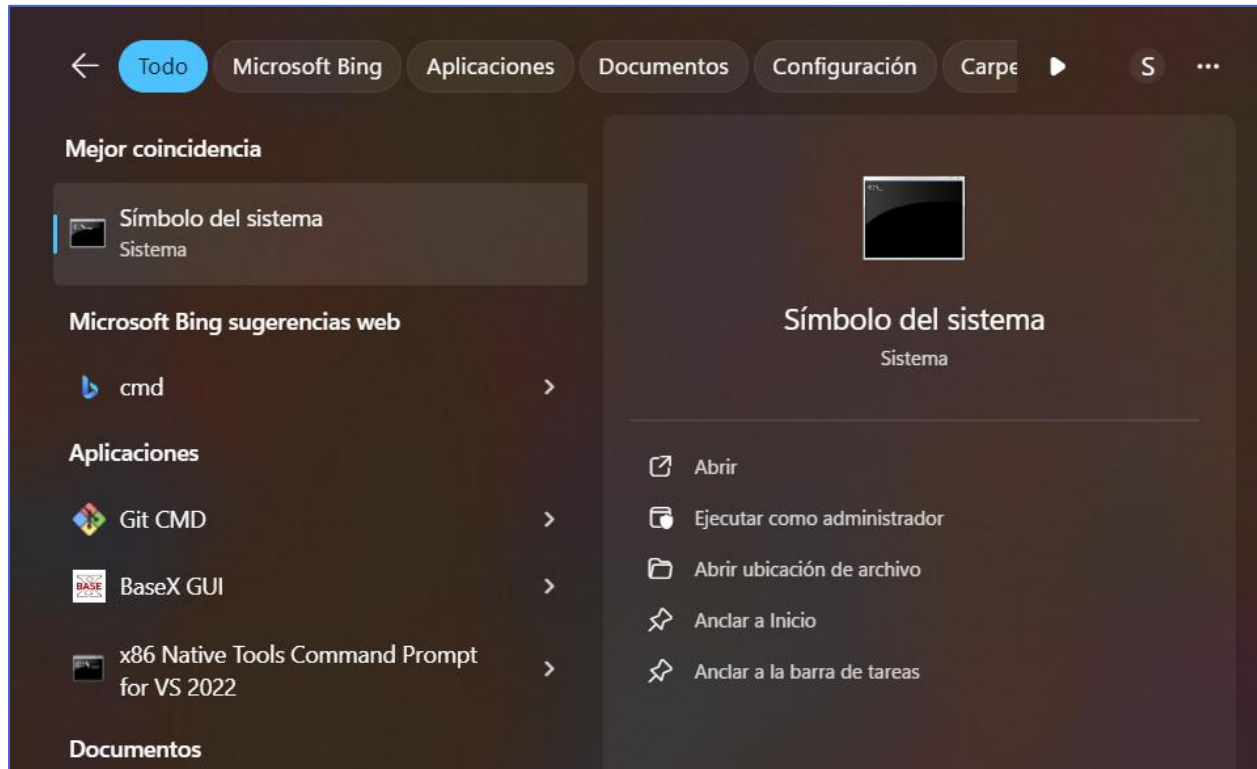 Todo Microsoft Bing Aplicaciones Documentos Configuración Carpe S
Mejor coincidencia
Símbolo del sistema
Sistema
Microsoft Bing sugerencias web
cmd
Aplicaciones
Git CMD
BASE
BaseX GUI
x86 Native Tools Command Prompt
for VS 2022
Documentos
Símbolo del sistema
Sistema
Abrir
Ejecutar como administrador
Abrir ubicación de archivo
Anclar a Inicio
Anclar a la barra de tareas